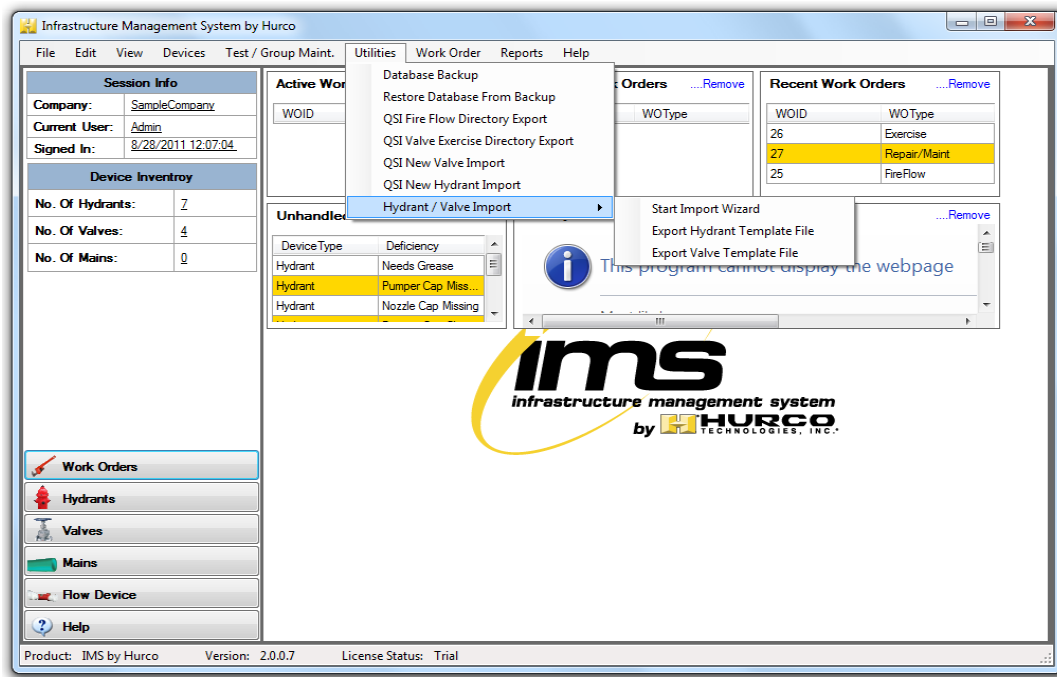 Infrastructure Management System by Hurco
File Edit View Devices Test / Group Maint. Utilities Work Order Reports Help
Session Info
Company: SampleCompany
Current User: Admin
Signed In: 8/28/2011 12:07:04
Device Inventroy
No. Of Hydrants: 7
No. Of Valves: 4
No. Of Mains: 0
Active Wor
WOID
Database Backup
Restore Database From Backup
QSI Fire Flow Directory Export
QSI Valve Exercise Directory Export
QSI New Valve Import
QSI New Hydrant Import
Hydrant / Valve Import
Start Import Wizard
Export Hydrant Template File
Export Valve Template File
Orders ....Remove
WOType
Recent Work Orders ....Remove
WOID WOType
26 Exercise
27 Repair/Maint
25 FireFlow
Unhandled
DeviceType Deficiency
Hydrant Needs Grease
Hydrant Pumper Cap Miss...
Hydrant Nozzle Cap Missing
....Remove
This program cannot display the webpage
ims
infrastructure management system
by HURCO
TECHNOLOGIES, INC.
Work Orders
Hydrants
Valves
Mains
Flow Device
Help
Product: IMS by Hurco Version: 2.0.0.7 License Status: Trial